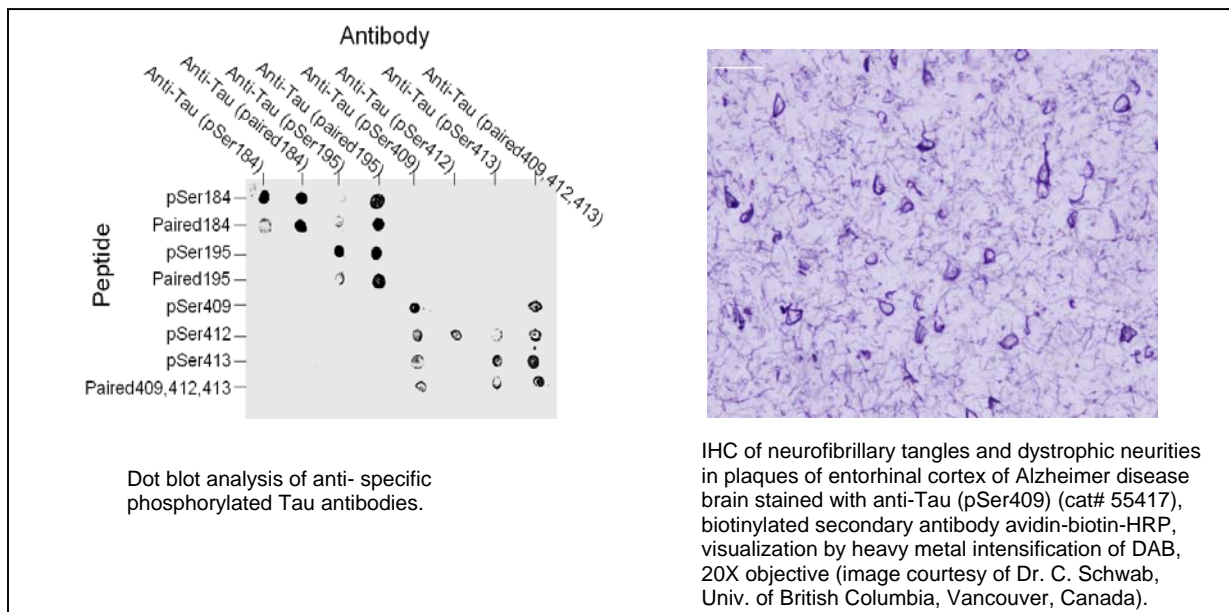 Antibody
Anti-Tau (pSer184)
Anti-Tau (paired184)
Anti-Tau (pSer195)
Anti-Tau (paired195)
Anti-Tau (pSer409)
Anti-Tau (pSer412)
Anti-Tau (pSer413)
Anti-Tau (paired409,412,413)
Peptide
pSer184
Paired184
pSer195
Paired195
pSer409
pSer412
pSer413
Paired409,412,413
Dot blot analysis of anti- specific
phosphorylated Tau antibodies.
IHC of neurofibrillary tangles and dystrophic neurities
in plaques of entorhinal cortex of Alzheimer disease
brain stained with anti-Tau (pSer409) (cat# 55417),
biotinylated secondary antibody avidin-biotin-HRP,
visualization by heavy metal intensification of DAB,
20X objective (image courtesy of Dr. C. Schwab,
Univ. of British Columbia, Vancouver, Canada).